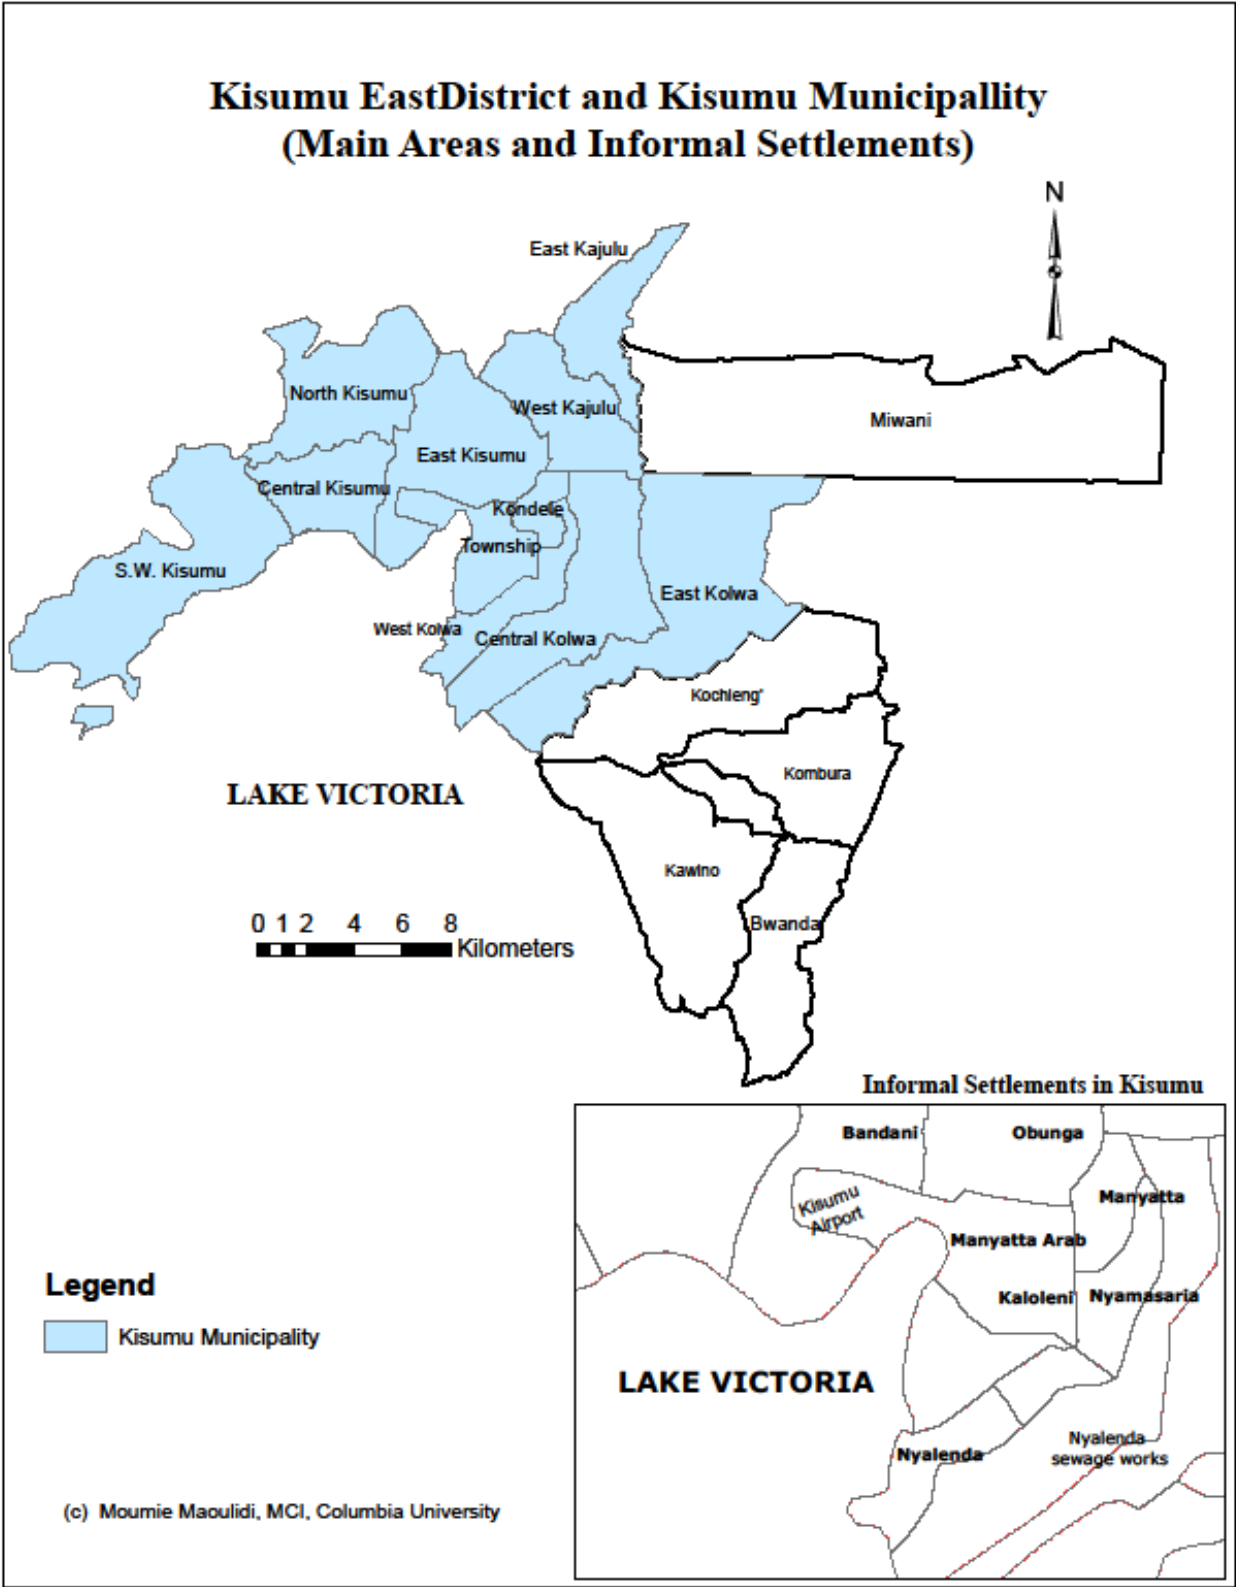 Kisumu EastDistrict and Kisumu Municipallity
(Main Areas and Informal Settlements)
N
East Kajulu
North Kisumu
West Kajulu
Miwani
East Kisumu
Central Kisumu
Kondele
Township
S.W. Kisumu
East Kolwa
West Kolwa
Central Kolwa
Kochieng'
Kombura
LAKE VICTORIA
Kawino
Bwanda
0 1 2 4 6 8
Kilometers
Informal Settlements in Kisumu
Bandani
Obunga
Manyatta
Kisumu
Airport
Manyatta Arab
Kaloleni
Nyamasaria
LAKE VICTORIA
Nyalenda
Nyalenda
sewage works
Legend
Kisumu Municipality
(c) Moumie Maoulidi, MCI, Columbia University